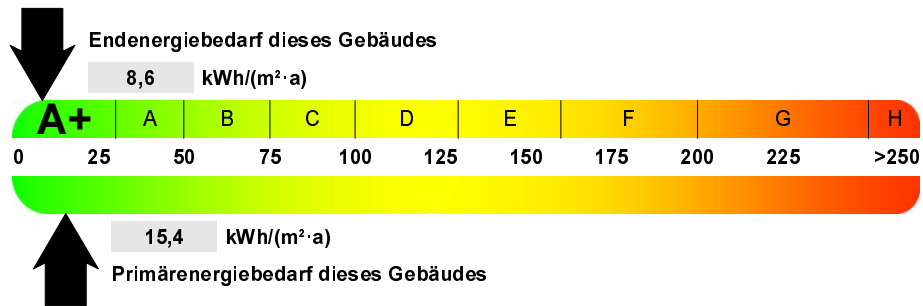 Endenergiebedarf dieses Gebäudes
8,6 kWh/(m²·a)
A+ A B C D E F G H
0 25 50 75 100 125 150 175 200 225 >250
15,4 kWh/(m²·a)
Primärenergiebedarf dieses Gebäudes